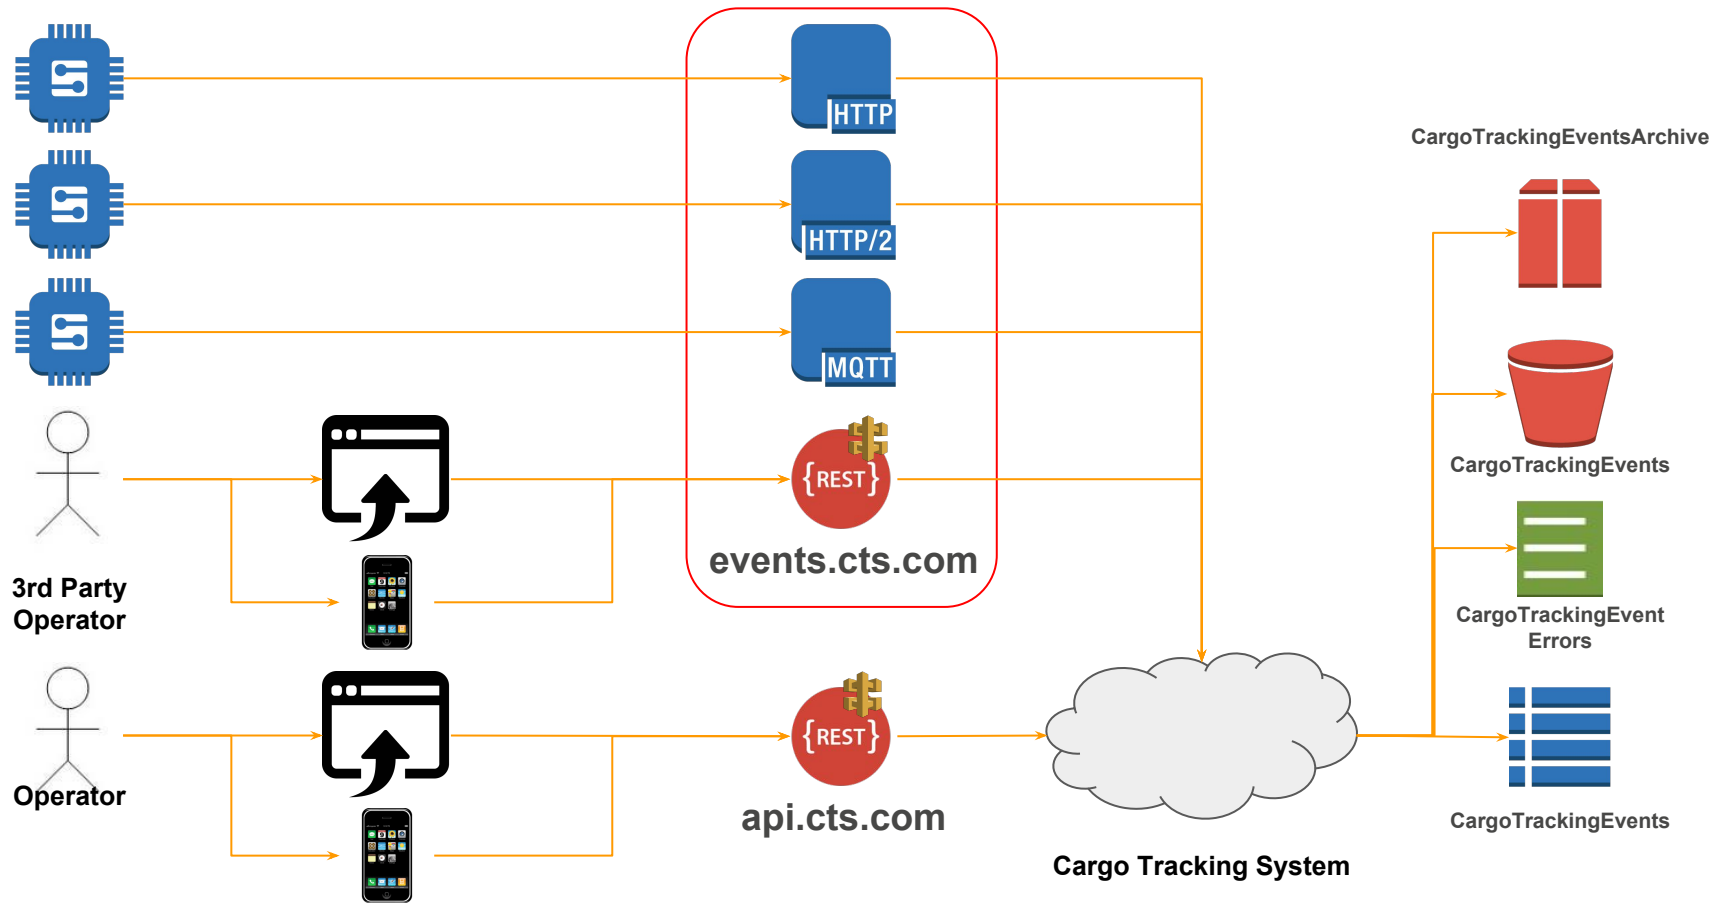 HTTP
HTTP/2
MQTT
{REST}
events.cts.com
3rd Party
Operator
Operator
{REST}
api.cts.com
Cargo Tracking System
CargoTrackingEventsArchive
CargoTrackingEvents
CargoTrackingEvent
Errors
CargoTrackingEvents